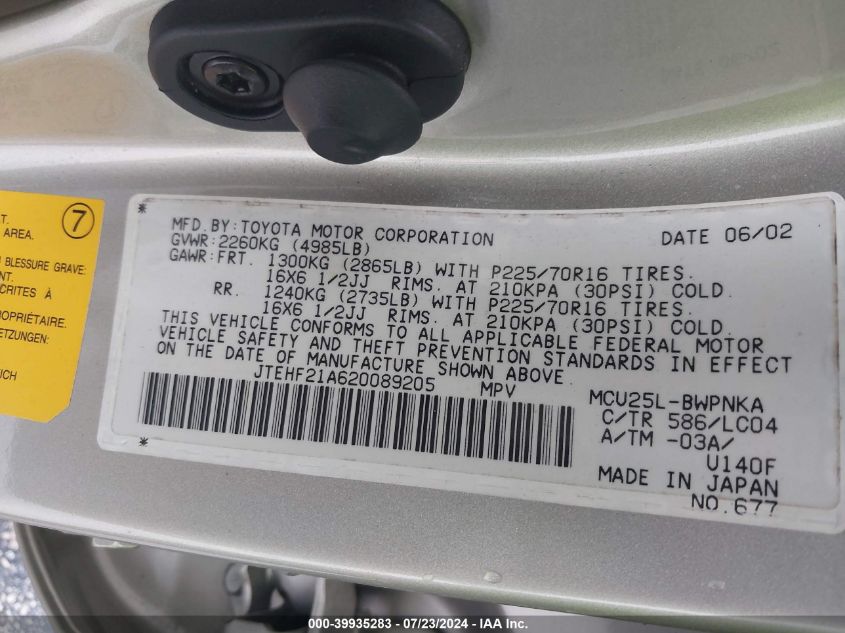 7
T.
AREA.
BLESSURE GRAVE:
NT.
CRITES À
PROPRIÉTAIRE.
ETZUNGEN:
ICH
MFD.BY:TOYOTA MOTOR CORPORATION DATE 06/02
GVWR:2260KG (4985LB)
GAWR:FRT. 1300KG (2865LB) WITH P225/70R16 TIRES.
16X6 1/2JJ RIMS. AT 210KPA (30PSI) COLD.
RR. 1240KG (2735LB) WITH P225/70R16 TIRES.
16X6 1/2JJ RIMS. AT 210KPA (30PSI) COLD.
THIS VEHICLE CONFORMS TO ALL APPLICABLE FEDERAL MOTOR
VEHICLE SAFETY AND THEFT PREVENTION STANDARDS IN EFFECT
ON THE DATE OF MANUFACTURE SHOWN ABOVE.
JTEHF21A620089205 MPV
MCU25L-BWPNKA
C/TR 586/LC04
A/TM -03A/
U140F
MADE IN JAPAN
NO.677
000-39935283 - 07/23/2024 - IAA Inc.